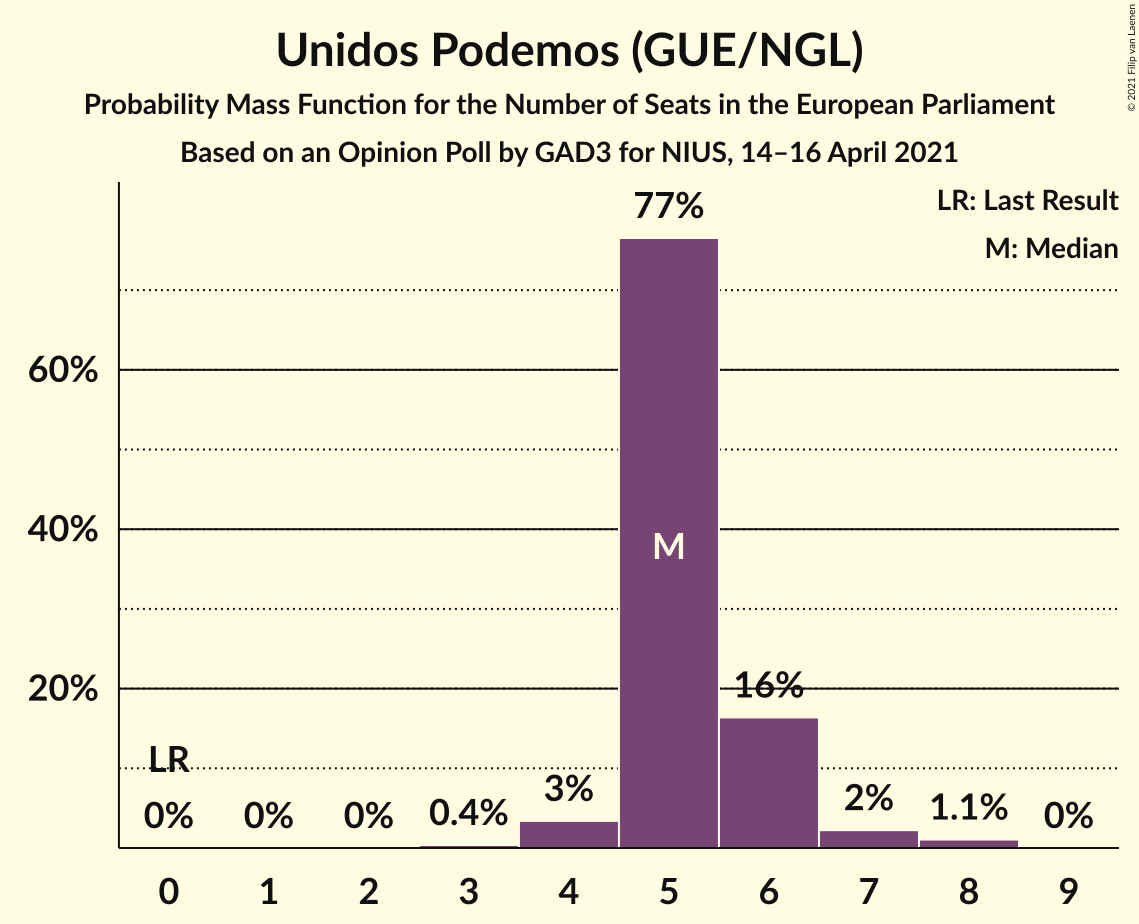 Unidos Podemos (GUE/NGL)
Probability Mass Function for the Number of Seats in the European Parliament
Based on an Opinion Poll by GAD3 for NIUS, 14–16 April 2021
© 2021 Filip van Laenen
LR: Last Result
M: Median
77%
60%
40%
M
20%
16%
LR
0%
0%
0%
0.4%
3%
2%
1.1%
0%
0 1 2 3 4 5 6 7 8 9